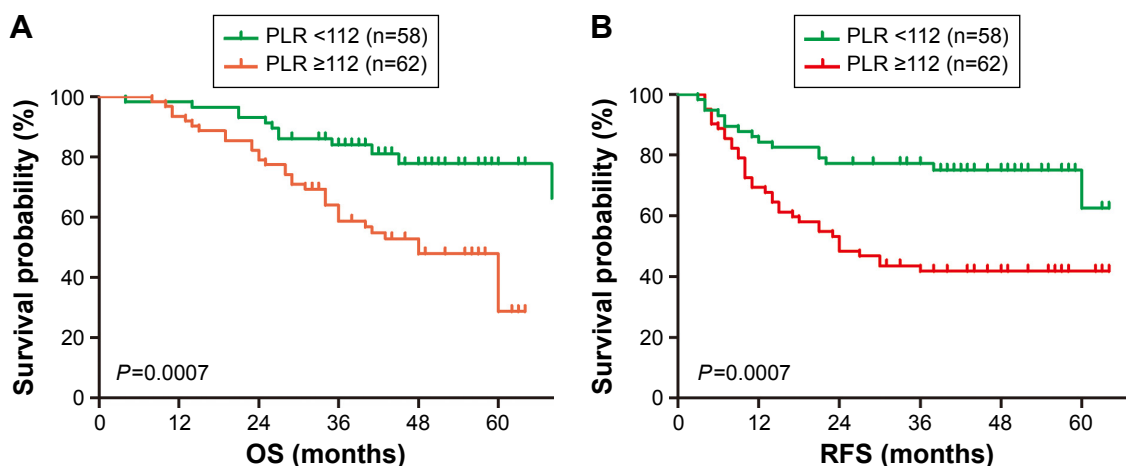 A
PLR <112 (n=58)
PLR ≥112 (n=62)
Survival probability (%)
100
80
60
40
20
0
P=0.0007
0 12 24 36 48 60
OS (months)
B
PLR <112 (n=58)
PLR ≥112 (n=62)
Survival probability (%)
100
80
60
40
20
0
P=0.0007
0 12 24 36 48 60
RFS (months)